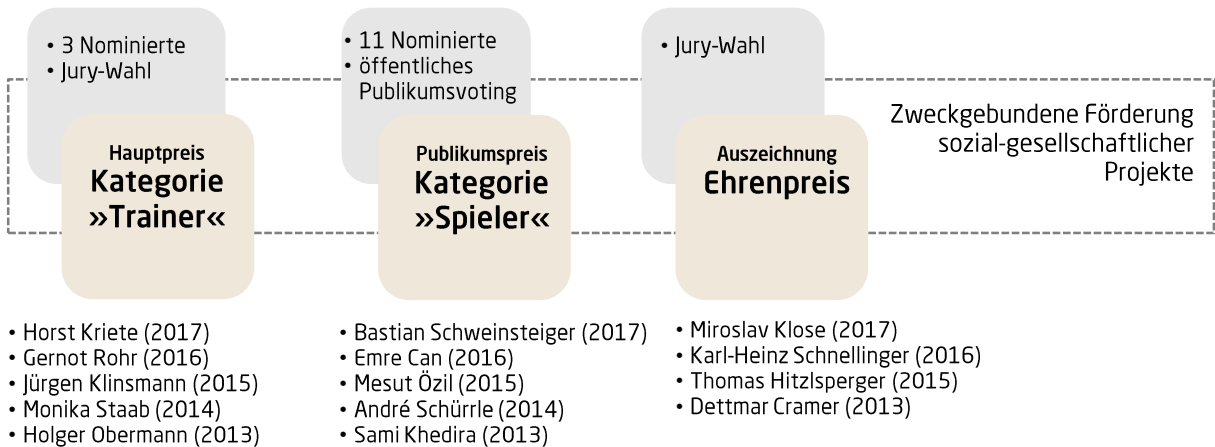 • 3 Nominierte
• Jury-Wahl
Hauptpreis
Kategorie
»Trainer«
• Horst Kriete (2017)
• Gernot Rohr (2016)
• Jürgen Klinsmann (2015)
• Monika Staab (2014)
• Holger Obermann (2013)
• 11 Nominierte
• öffentliches
Publikumsvoting
Publikumspreis
Kategorie
»Spieler«
• Bastian Schweinsteiger (2017)
• Emre Can (2016)
• Mesut Özil (2015)
• André Schürrle (2014)
• Sami Khedira (2013)
• Jury-Wahl
Auszeichnung
Ehrenpreis
• Miroslav Klose (2017)
• Karl-Heinz Schnellinger (2016)
• Thomas Hitzlsperger (2015)
• Dettmar Cramer (2013)
Zweckgebundene Förderung
sozial-gesellschaftlicher
Projekte